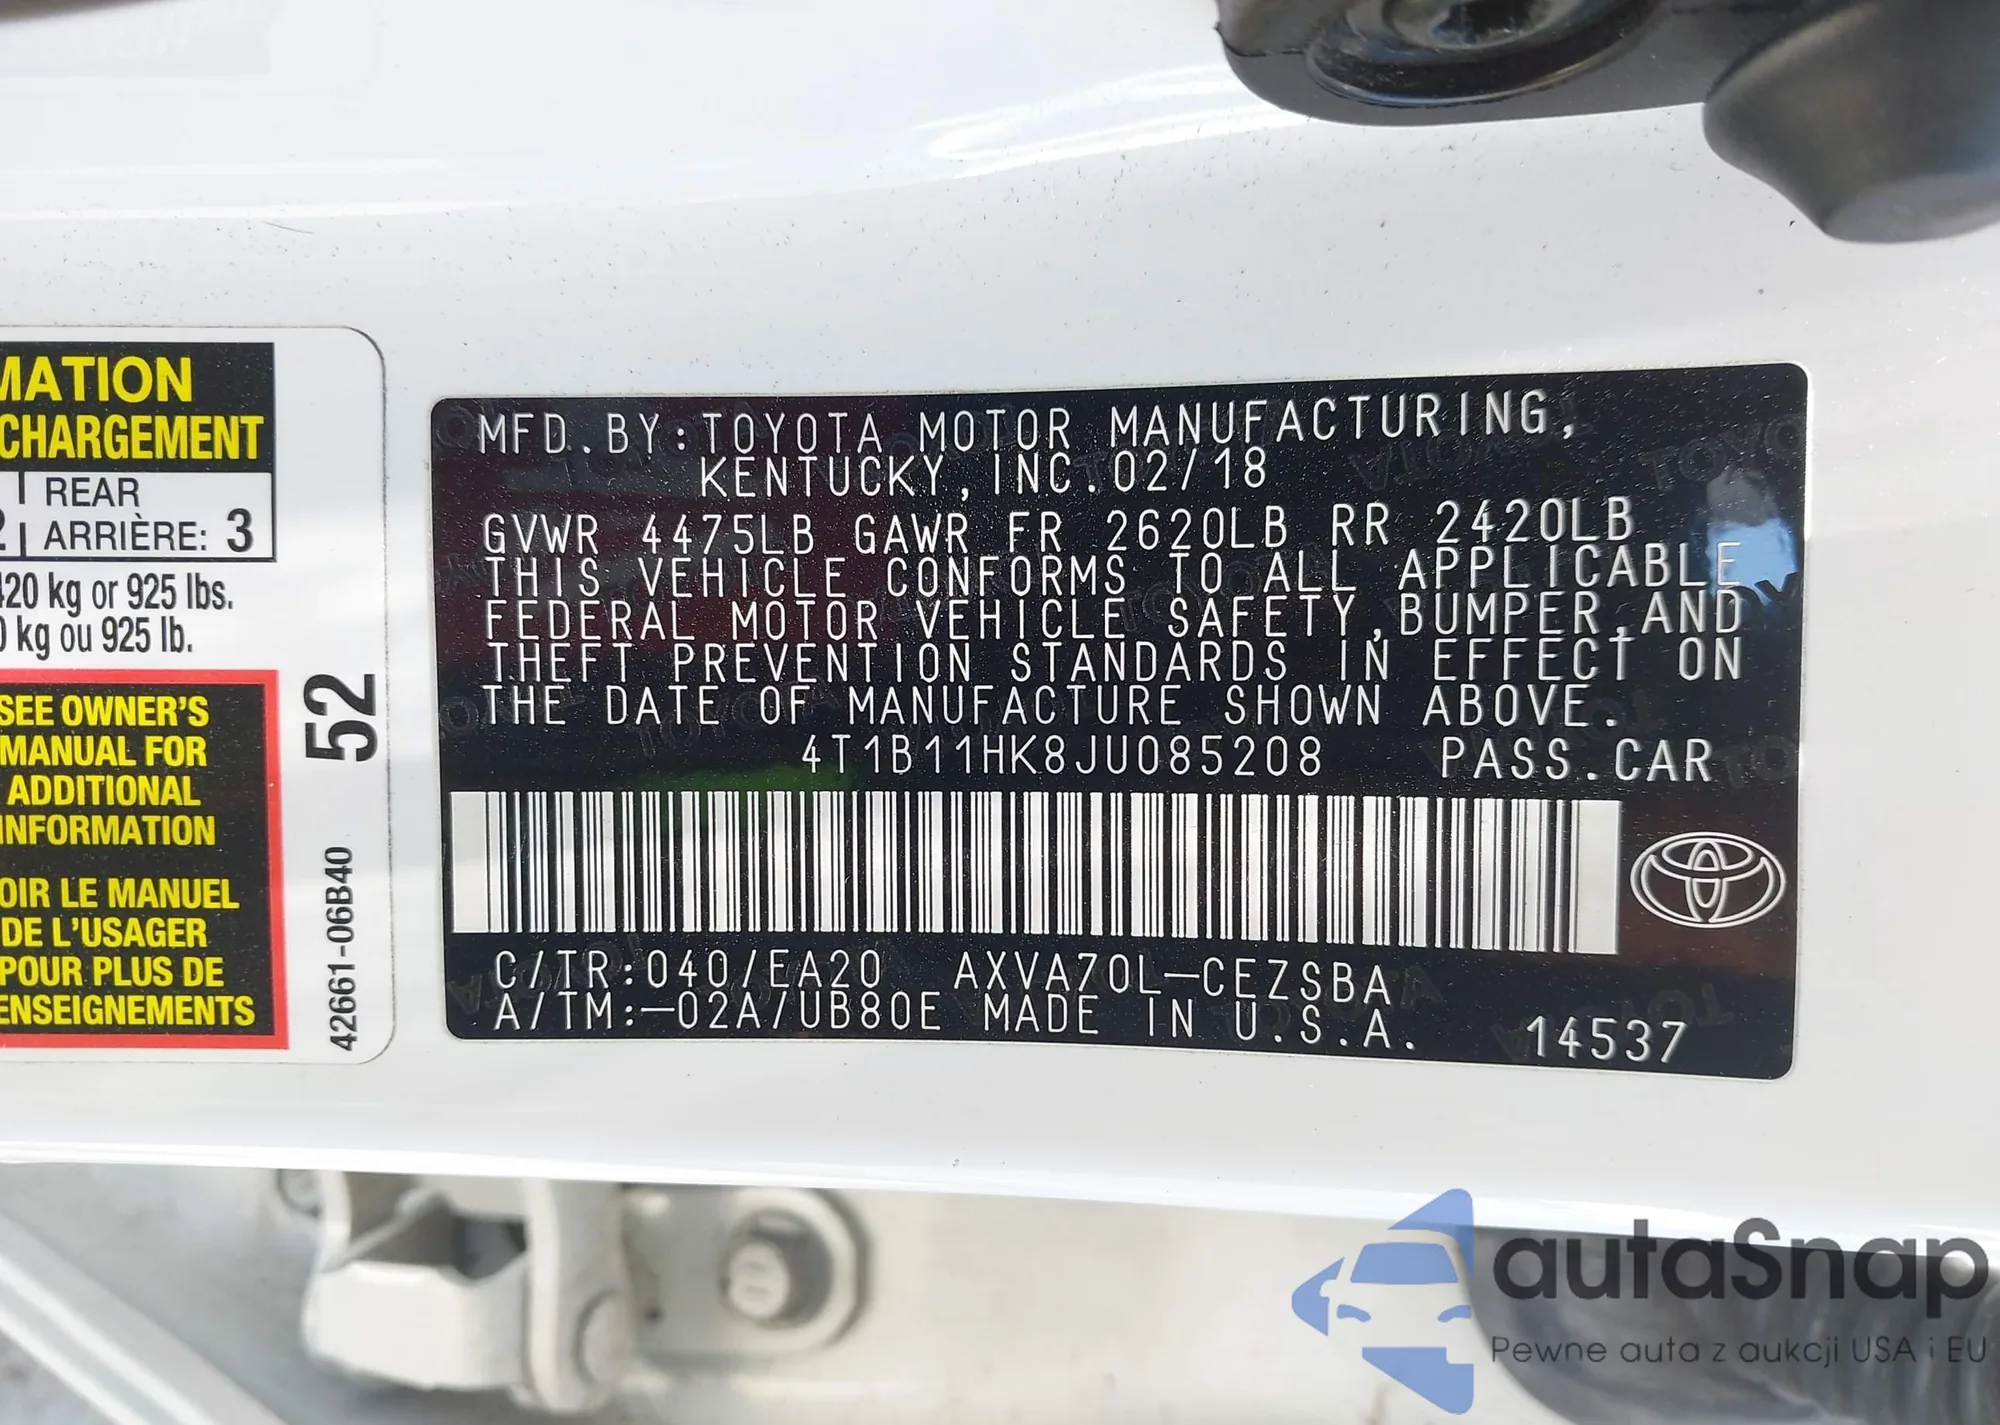 MATION
CHARGEMENT
REAR
ARRIÈRE: 3
420 kg or 925 lbs.
kg ou 925 lb.
SEE OWNER'S
MANUAL FOR
ADDITIONAL
INFORMATION
OIR LE MANUEL
DE L'USAGER
POUR PLUS DE
ENSEIGNEMENTS
52
42661-06B40
MFD.BY:TOYOTA MOTOR MANUFACTURING,
KENTUCKY,INC.02/18
GVWR 4475LB GAWR FR 2620LB RR 2420LB
THIS VEHICLE CONFORMS TO ALL APPLICABLE
FEDERAL MOTOR VEHICLE SAFETY,BUMPER,AND
THEFT PREVENTION STANDARDS IN EFFECT ON
THE DATE OF MANUFACTURE SHOWN ABOVE.
4T1B11HK8JU085208 PASS.CAR
C/TR:040/EA20 AXVA70L-CEZSBA
A/TM:-02A/UB80E MADE IN U.S.A. 14537
autaSnap
Pewne auta z aukcji USA i EU